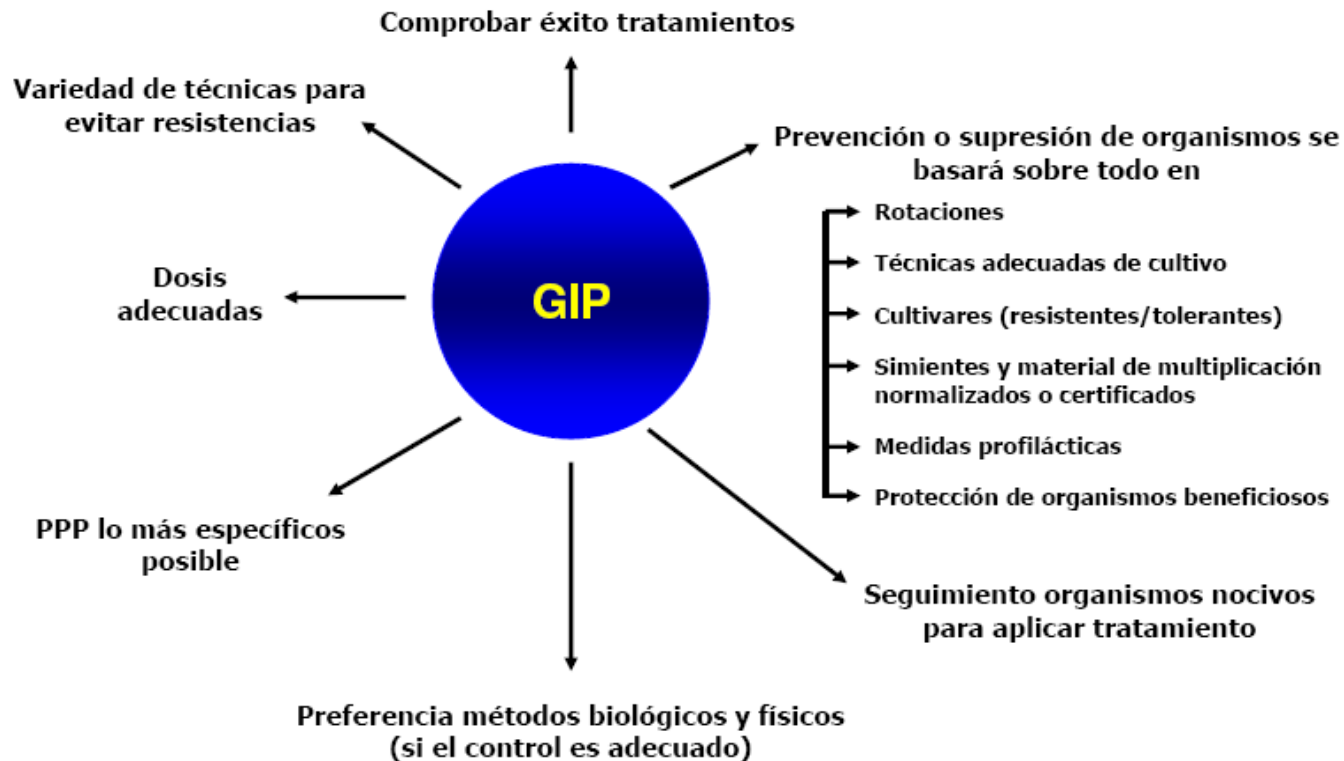 Comprobar éxito tratamientos
Variedad de técnicas para
evitar resistencias
Prevención o supresión de organismos se
basará sobre todo en
Rotaciones
Técnicas adecuadas de cultivo
Cultivares (resistentes/tolerantes)
Simientes y material de multiplicación
normalizados o certificados
Medidas profilácticas
Protección de organismos beneficiosos
Dosis
adecuadas
GIP
PPP lo más específicos
posible
Seguimiento organismos nocivos
para aplicar tratamiento
Preferencia métodos biológicos y físicos
(si el control es adecuado)